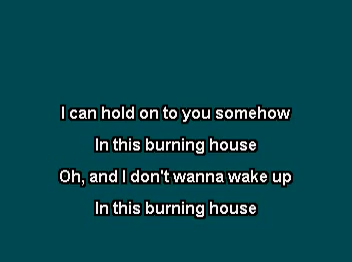 I can hold on to you somehow
In this burning house
Oh, and I don't wanna wake up
In this burning house